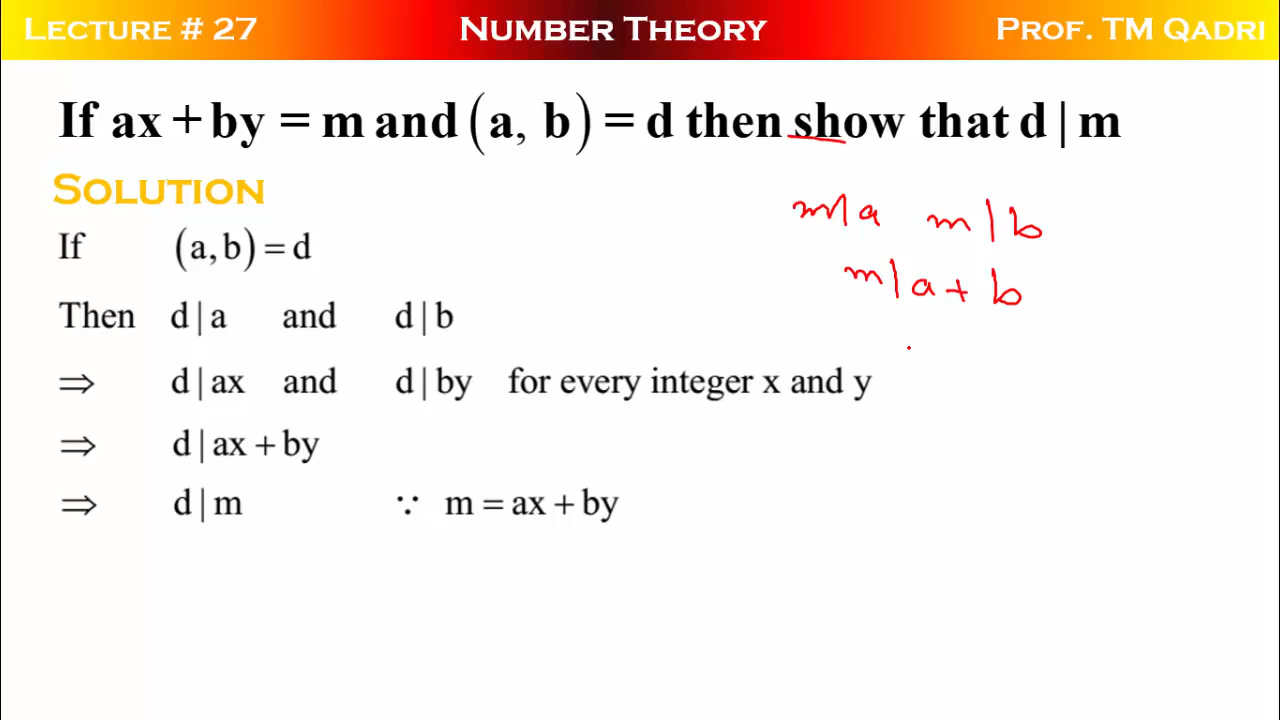 LECTURE # 27 NUMBER THEORY PROF. TM QADRI
If ax + by = m and (a, b) = d then show that d | m
SOLUTION
m|a m|b
If (a, b) = d
m|a + b
Then d | a and d | b
⇒ d | ax and d | by for every integer x and y
⇒ d | ax + by
⇒ d | m ∵ m = ax + by